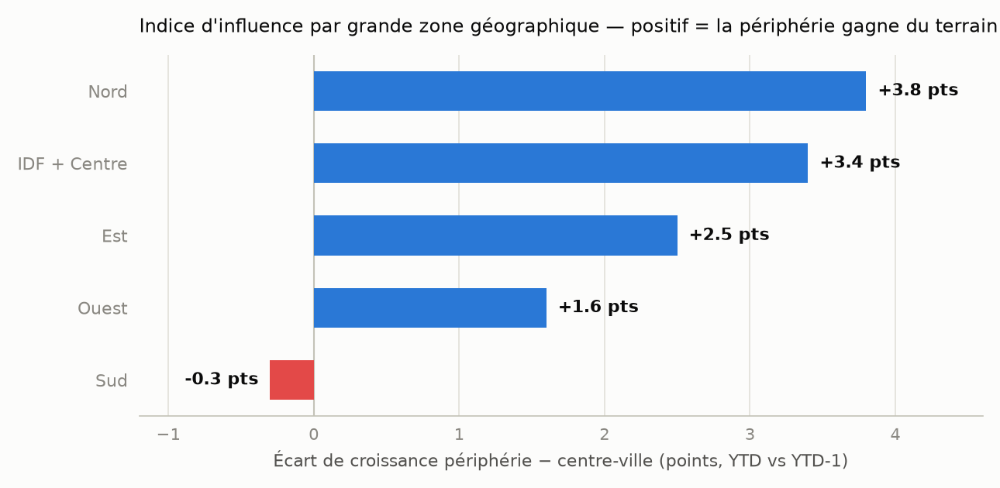 Indice d'influence par grande zone géographique — positif = la périphérie gagne du terrain
Nord
+3.8 pts
IDF + Centre
+3.4 pts
Est
+2.5 pts
Ouest
+1.6 pts
Sud
-0.3 pts
−1 0 1 2 3 4
Écart de croissance périphérie − centre-ville (points, YTD vs YTD-1)